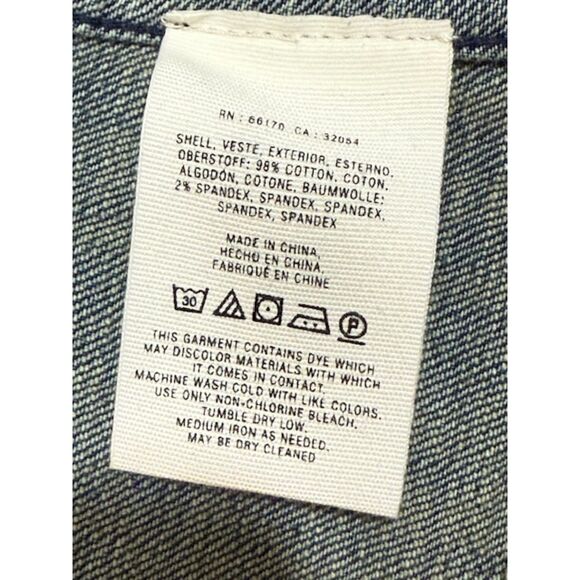 RN : 66170 CA : 32054
SHELL, VESTE, EXTERIOR, ESTERNO,
OBERSTOFF: 98% COTTON, COTON,
ALGODÓN, COTONE, BAUMWOLLE:
2% SPANDEX, SPANDEX, SPANDEX,
SPANDEX, SPANDEX
MADE IN CHINA,
HECHO EN CHINA,
FABRIQUÉ EN CHINE
30 P
THIS GARMENT CONTAINS DYE WHICH
MAY DISCOLOR MATERIALS WITH WHICH
IT COMES IN CONTACT.
MACHINE WASH COLD WITH LIKE COLORS.
USE ONLY NON-CHLORINE BLEACH.
TUMBLE DRY LOW.
MEDIUM IRON AS NEEDED.
MAY BE DRY CLEANED